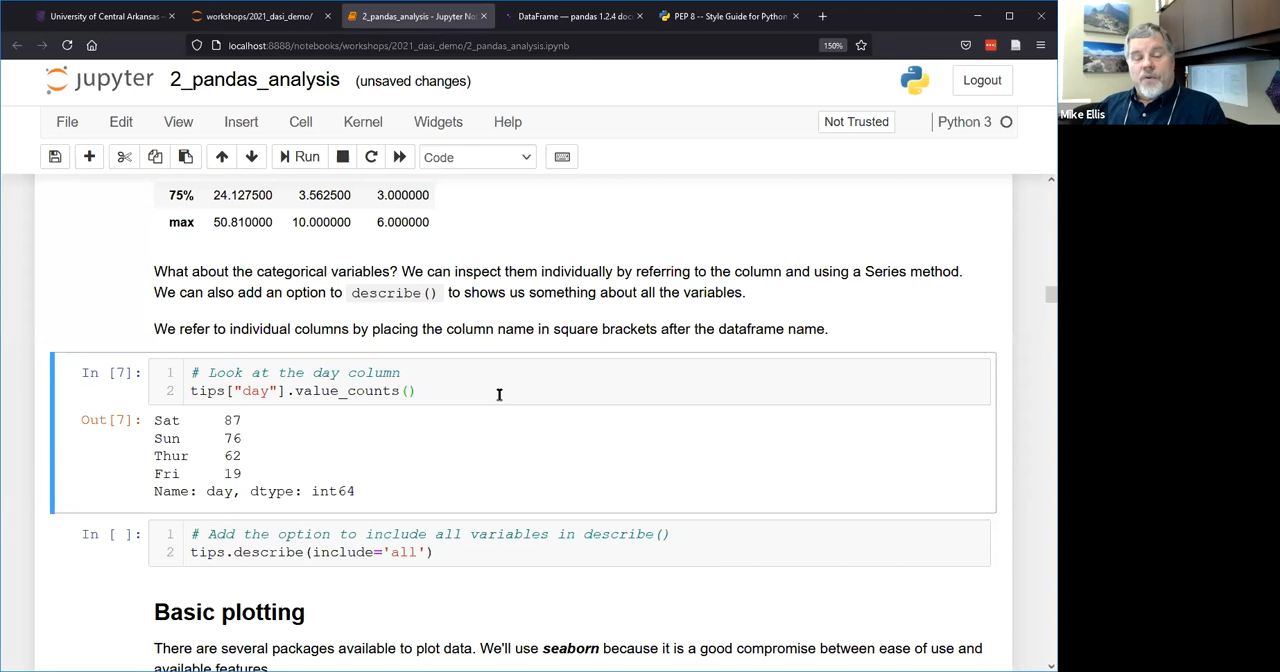 University of Central Arkansas
workshops/2021_dasi_demo/
2_pandas_analysis - Jupyter No
DataFrame — pandas 1.2.4 doc
PEP 8 -- Style Guide for Python
localhost:8888/notebooks/workshops/2021_dasi_demo/2_pandas_analysis.ipynb
150%
jupyter 2_pandas_analysis (unsaved changes)
Logout
File Edit View Insert Cell Kernel Widgets Help
Not Trusted
Python 3
Run
Code
75% 24.127500 3.562500 3.000000
max 50.810000 10.000000 6.000000
What about the categorical variables? We can inspect them individually by referring to the column and using a Series method.
We can also add an option to describe() to shows us something about all the variables.
We refer to individual columns by placing the column name in square brackets after the dataframe name.
In [7]: 1 # Look at the day column
2 tips["day"].value_counts()
Out[7]: Sat 87
Sun 76
Thur 62
Fri 19
Name: day, dtype: int64
In [ ]: 1 # Add the option to include all variables in describe()
2 tips.describe(include='all')
Basic plotting
There are several packages available to plot data. We'll use seaborn because it is a good compromise between ease of use and
available features.
Mike Ellis